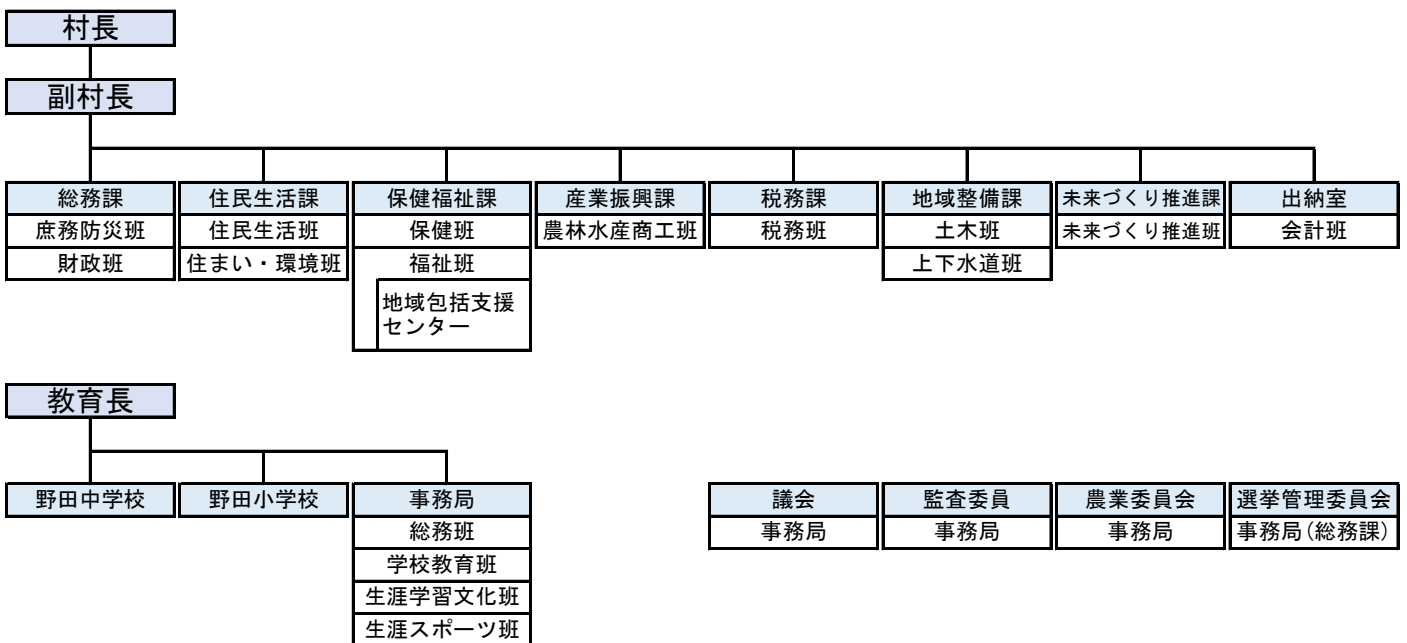 村長
副村長
総務課 住民生活課 保健福祉課 産業振興課 税務課 地域整備課 未来づくり推進課 出納室
庶務防災班 住民生活班 保健班 農林水産商工班 税務班 土木班 未来づくり推進班 会計班
財政班 住まい・環境班 福祉班 上下水道班
地域包括支援
センター
教育長
野田中学校 野田小学校 事務局 議会 監査委員 農業委員会 選挙管理委員会
総務班 事務局 事務局 事務局 事務局(総務課)
学校教育班
生涯学習文化班
生涯スポーツ班